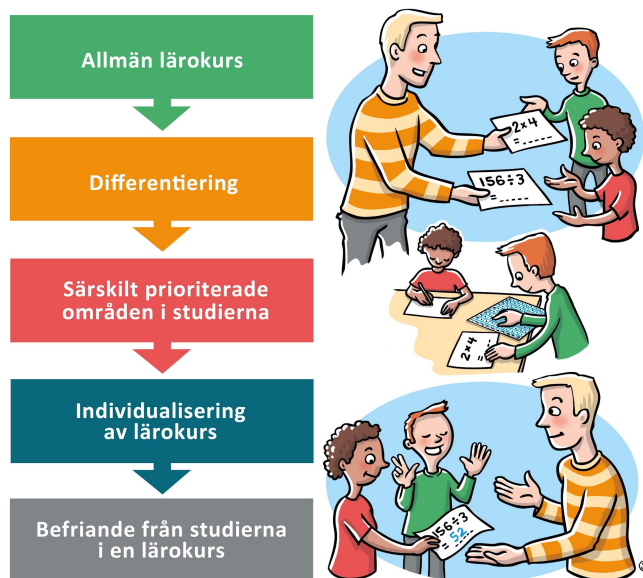 Allmän lärokurs
Differentiering
Särskilt prioriterade
områden i studierna
Individualisering
av lärokurs
Befriande från studierna
i en lärokurs
2×4
= _ _ _ _ _
156÷3
= _ _ _ _ _
2×4
= _ _ _
156÷3
= 52
©